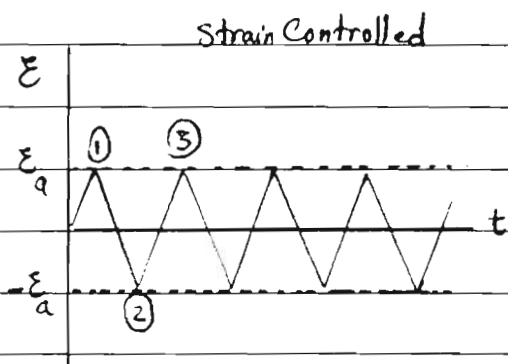 Strain Controlled
ε
① ③
εa
t
-εa
②